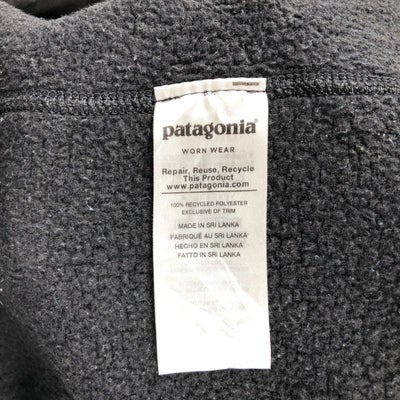 patagonia®
WORN WEAR
Repair, Reuse, Recycle
This Product
www.patagonia.com
100% RECYCLED POLYESTER
EXCLUSIVE OF TRIM
MADE IN SRI LANKA
FABRIQUÉ AU SRI LANKA
HECHO EN SRI LANKA
FATTO IN SRI LANKA